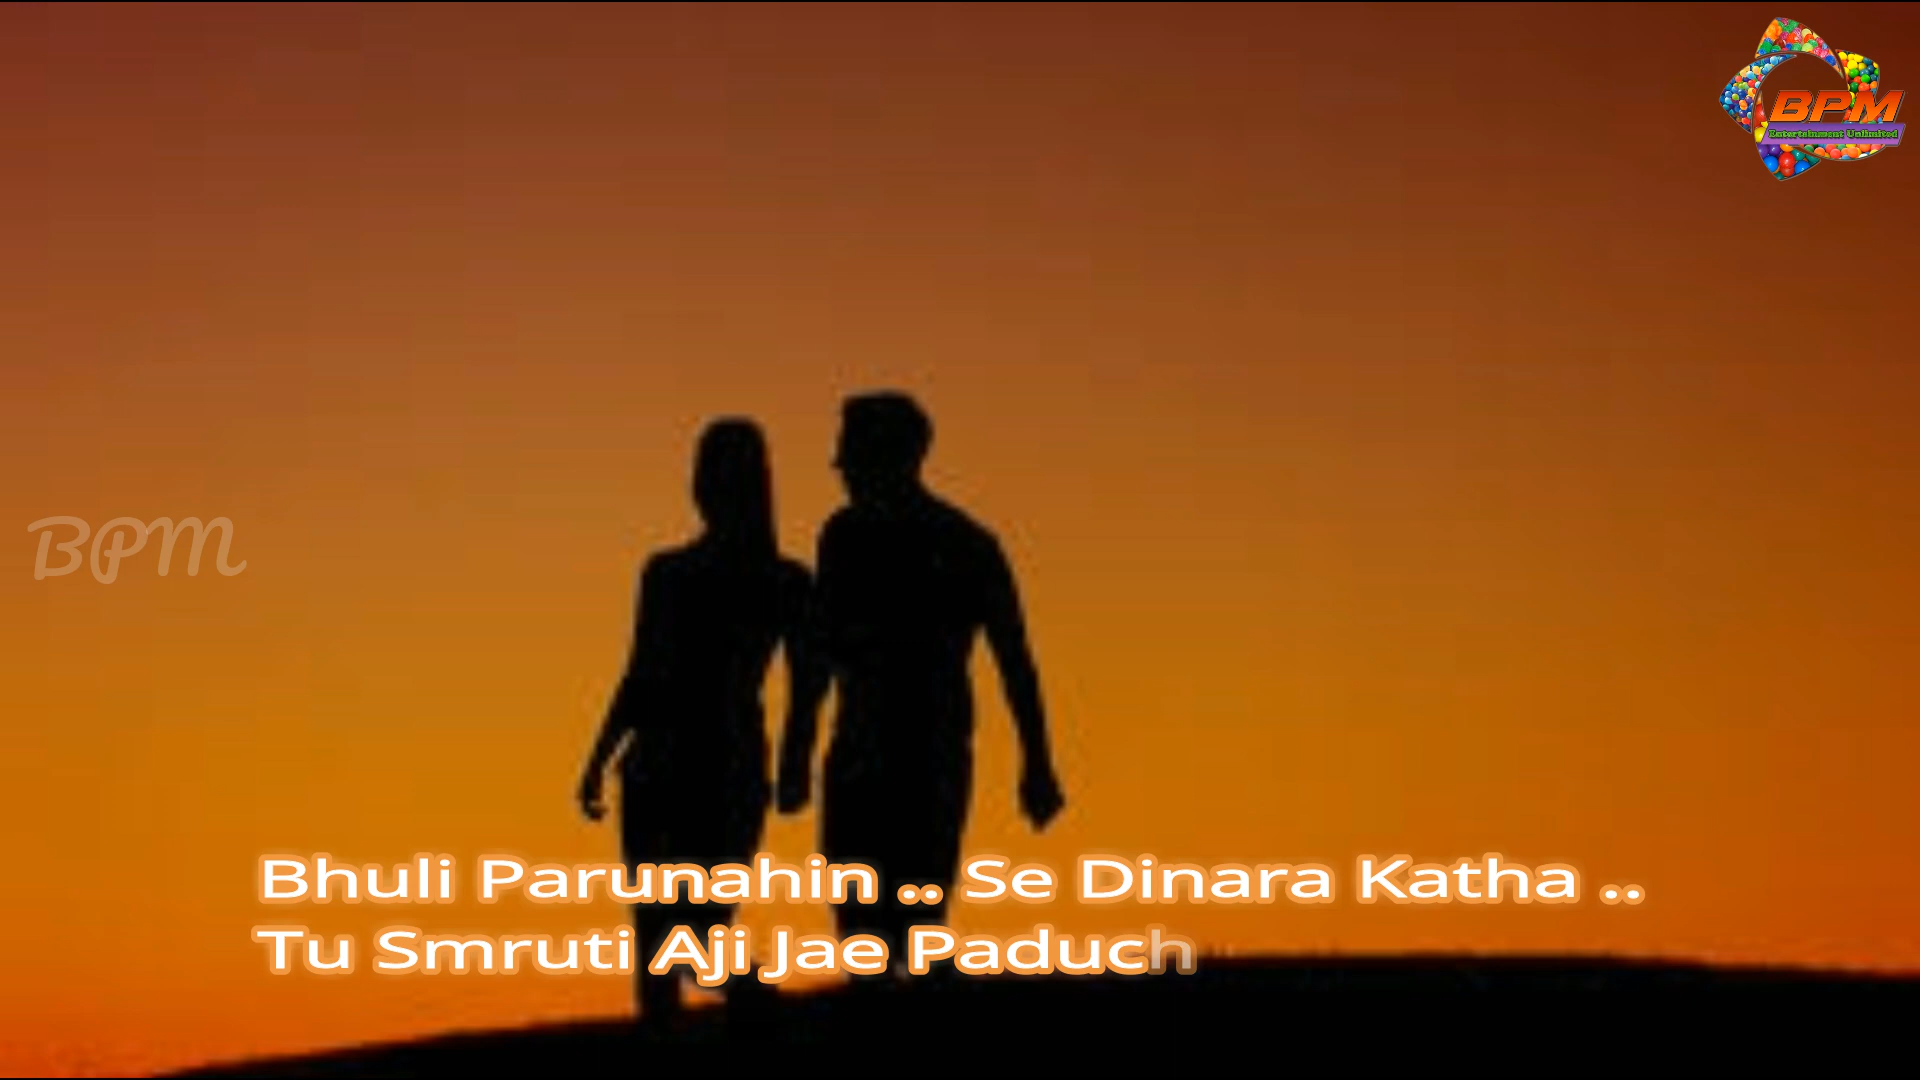 BPM
Entertainment Unlimited
BPM
Bhuli Parunahin .. Se Dinara Katha ..
Tu Smruti Aji Jae Paduch